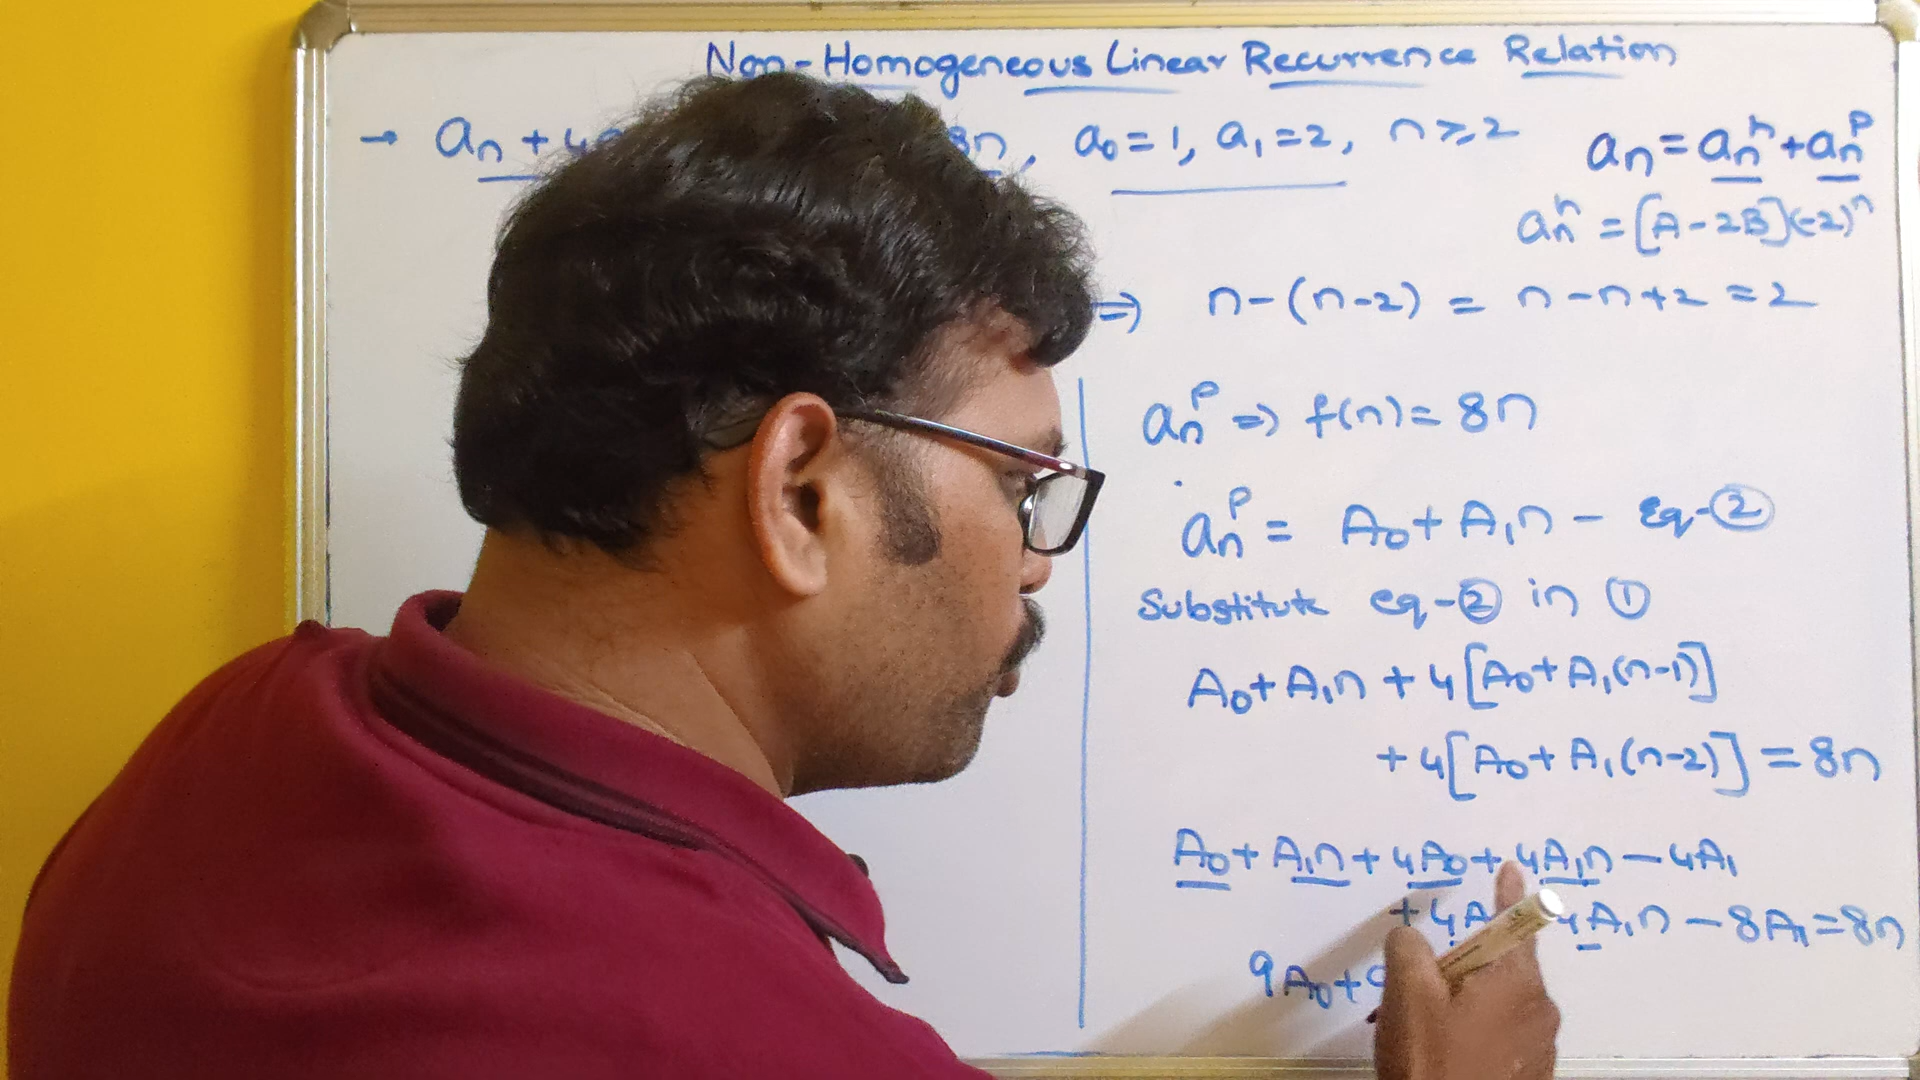 Non-Homogeneous Linear Recurrence Relation
→ aₙ + 4 8n, a₀=1, a₁=2, n≥2
aₙ = aₙʰ + aₙᵖ
aₙʰ = [A-2B](-2)ⁿ
⇒ n-(n-2) = n-n+2 = 2
aₙᵖ ⇒ f(n) = 8n
aₙᵖ = A₀ + A₁n - Eq-②
Substitute eq-② in ①
A₀ + A₁n + 4[A₀ + A₁(n-1)]
+ 4[A₀ + A₁(n-2)] = 8n
A₀ + A₁n + 4A₀ + 4A₁n - 4A₁
+ 4A 4A₁n - 8A₁ = 8n
9A₀ +